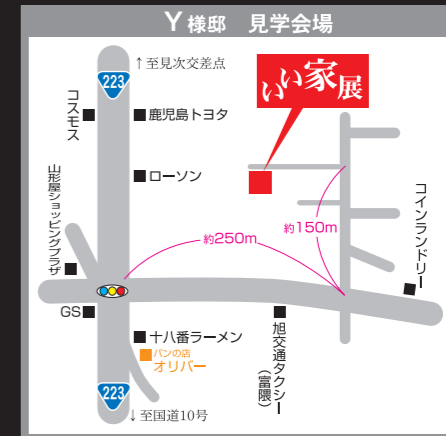 Y様邸 見学会場
↑至見次交差点
223
コスモス
鹿児島トヨタ
いい家展
ローソン
山形屋ショッピングプラザ
約250m
約150m
コインランドリー
GS
十八番ラーメン
パンの店
オリバー
旭交通タクシー
(富隈)
223
↓至国道10号